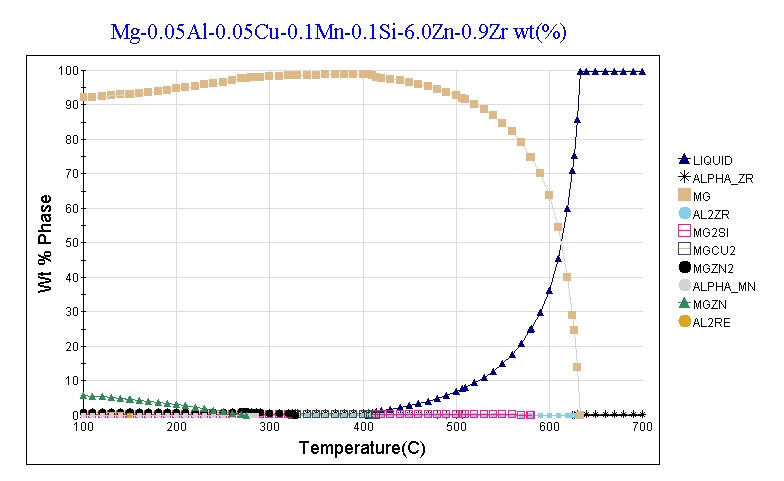 Mg-0.05Al-0.05Cu-0.1Mn-0.1Si-6.0Zn-0.9Zr wt(%)
100
90
80
70
60
50
40
30
20
10
0
Wt % Phase
100 200 300 400 500 600 700
Temperature(C)
LIQUID
ALPHA_ZR
MG
AL2ZR
MG2SI
MGCU2
MGZN2
ALPHA_MN
MGZN
AL2RE